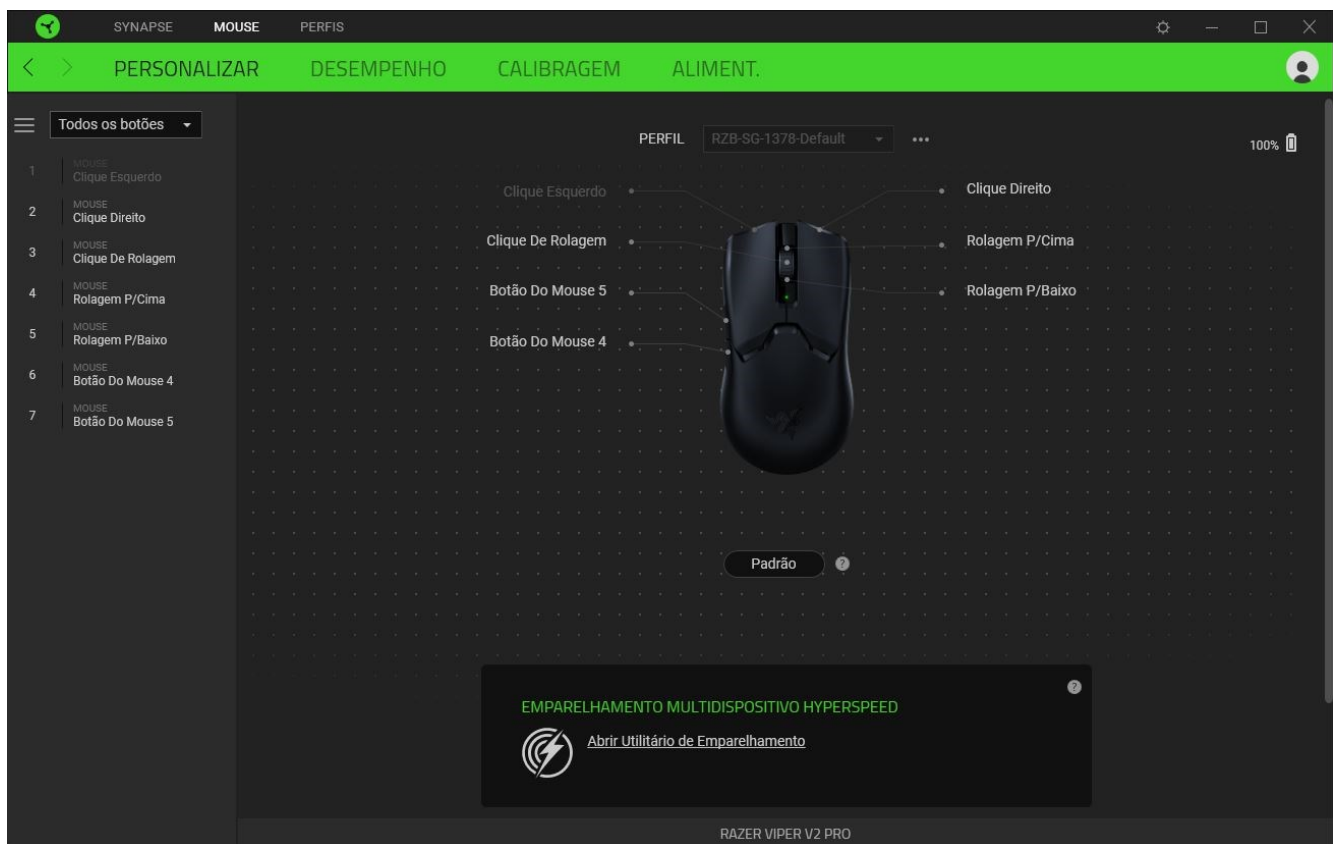 SYNAPSE MOUSE PERFIS
PERSONALIZAR DESEMPENHO CALIBRAGEM ALIMENT.
Todos os botões
PERFIL RZB-SG-1378-Default
100%
1 MOUSE
Clique Esquerdo
2 MOUSE
Clique Direito
3 MOUSE
Clique De Rolagem
4 MOUSE
Rolagem P/Cima
5 MOUSE
Rolagem P/Baixo
6 MOUSE
Botão Do Mouse 4
7 MOUSE
Botão Do Mouse 5
Clique Esquerdo Clique Direito
Clique De Rolagem Rolagem P/Cima
Botão Do Mouse 5 Rolagem P/Baixo
Botão Do Mouse 4
Padrão ?
?
EMPARELHAMENTO MULTIDISPOSITIVO HYPERSPEED
Abrir Utilitário de Emparelhamento
RAZER VIPER V2 PRO